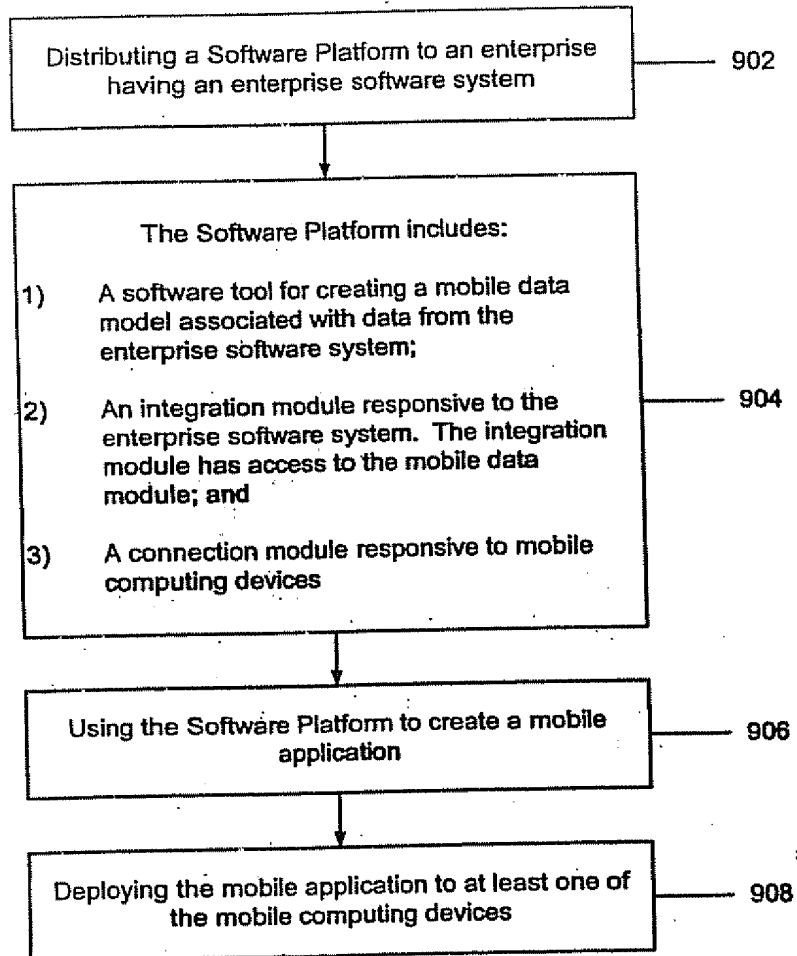 Distributing a Software Platform to an enterprise
having an enterprise software system
902
The Software Platform includes:
1) A software tool for creating a mobile data
model associated with data from the
enterprise software system;
2) An integration module responsive to the
enterprise software system. The integration
module has access to the mobile data
module; and
3) A connection module responsive to mobile
computing devices
904
Using the Software Platform to create a mobile
application
906
Deploying the mobile application to at least one of
the mobile computing devices
908